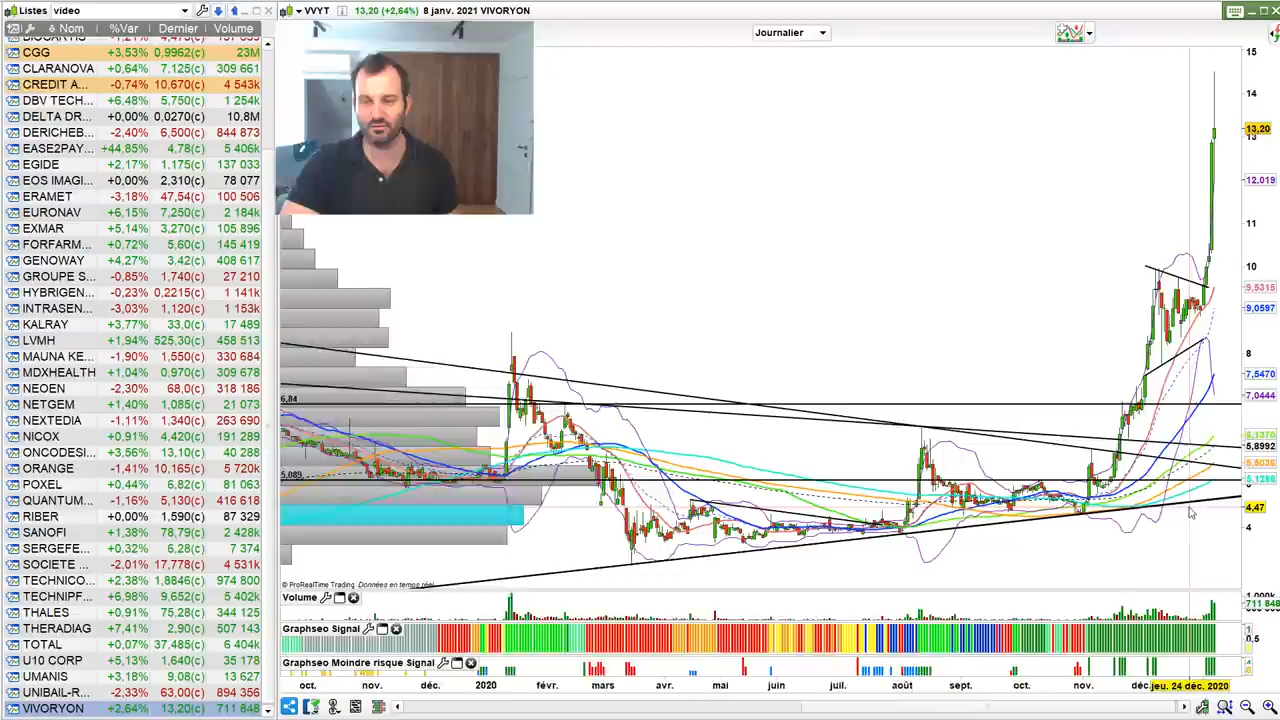 Listes video
VVYT 13,20 (+2,64%) 8 janv. 2021 VIVORYON
Nom %Var Dernier Volume
CGG +3,53% 0,9962(c) 23M
CLARANOVA +0,64% 7,125(c) 309 661
CREDIT A... -0,74% 10,670(c) 4 543k
DBV TECH... +6,48% 5,750(c) 1 254k
DELTA DR... +0,00% 0,0270(c) 10,8M
DERICHEB... -2,40% 6,500(c) 844 873
EASE2PAY... +44,85% 4,78(c) 5 406k
EGIDE +2,17% 1,175(c) 137 033
EOS IMAGI... +0,00% 2,310(c) 78 077
ERAMET -3,18% 47,54(c) 100 506
EURONAV +6,15% 7,250(c) 2 184k
EXMAR +5,14% 3,270(c) 105 896
FORFARM... +0,72% 5,60(c) 145 419
GENOWAY +4,27% 3,42(c) 408 617
GROUPE S... -0,85% 1,740(c) 27 210
HYBRIGEN... -0,23% 0,2215(c) 1 141k
INTRASEN... -3,03% 1,120(c) 1 153k
KALRAY +3,77% 33,0(c) 17 489
LVMH +1,94% 525,30(c) 458 513
MAUNA KE... -1,90% 1,550(c) 330 684
MDXHEALTH +1,04% 0,970(c) 309 678
NEOEN -2,30% 68,0(c) 318 186
NETGEM +1,40% 1,085(c) 21 073
NEXTEDIA -1,11% 1,340(c) 263 690
NICOX +0,91% 4,420(c) 191 289
ONCODESI... +3,56% 13,10(c) 40 288
ORANGE -1,41% 10,165(c) 5 720k
POXEL +2,02% 6,81(c) 81 063
QUANTUM... -1,16% 5,130(c) 416 618
RIBER +0,00% 1,590(c) 87 329
SANOFI +1,38% 78,79(c) 2 428k
SERGEFE... +0,32% 6,28(c) 7 374
SOCIETE ... -2,01% 17,778(c) 4 531k
TECHNICO... +2,38% 1,8846(c) 974 800
TECHNIPF... +6,98% 9,652(c) 5 402k
THALES +0,91% 75,28(c) 344 125
THERADIAG +7,41% 2,90(c) 507 143
TOTAL +0,07% 37,485(c) 6 404k
U10 CORP +5,13% 1,640(c) 35 178
UMANIS +3,18% 9,08(c) 13 627
UNIBAIL-R... -2,33% 63,00(c) 894 356
VIVORYON +2,64% 13,20(c) 711 848
Journalier
15
14
13,20
12,019
11
10
9,5315
9,0597
8
7,5470
7,0444
5,8992
5,1286
4,47
4
6,84
5,089
© ProRealTime Trading Données en temps réel
Volume
711 848
Graphseo Signal
1
0,5
Graphseo Moindre risque Signal
oct. nov. déc. 2020 févr. mars avr. mai juin juil. août sept. oct. nov. déc. jeu. 24 déc. 2020